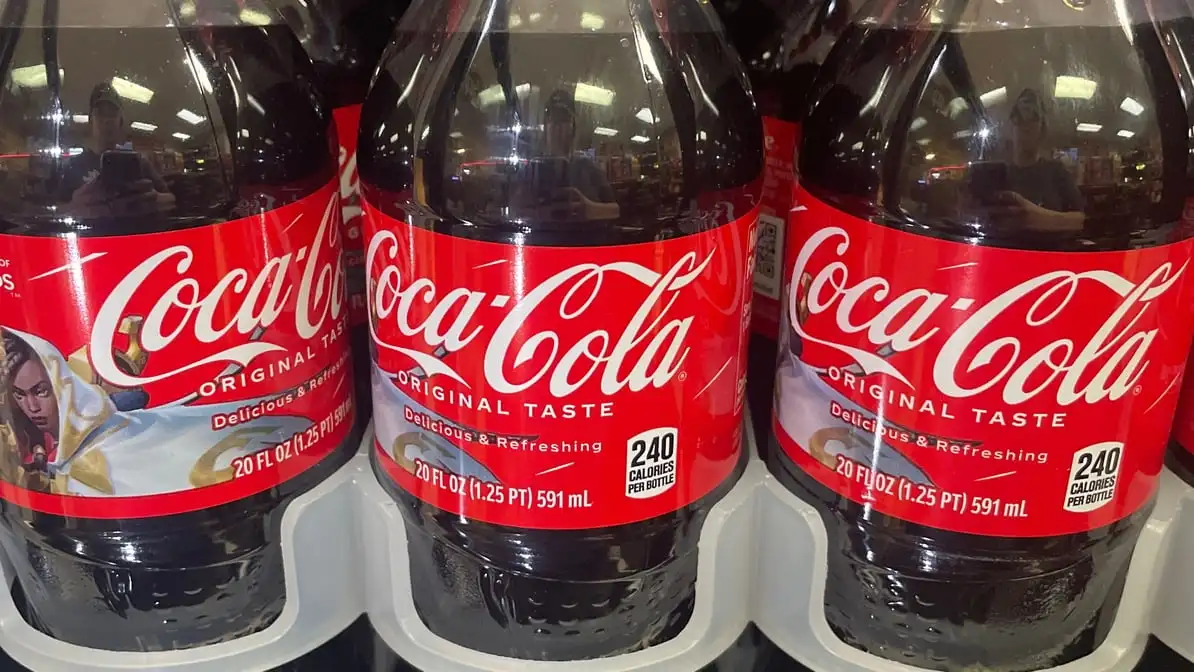 Coca-Cola
ORIGINAL TASTE
Delicious & Refreshing
20 FL OZ (1.25 PT) 591 mL
Coca-Cola
ORIGINAL TASTE
Delicious & Refreshing
20 FL OZ (1.25 PT) 591 mL
240
CALORIES
PER BOTTLE
Coca-Cola
ORIGINAL TASTE
Delicious & Refreshing
20 FL OZ (1.25 PT) 591 mL
240
CALORIES
PER BOTTLE